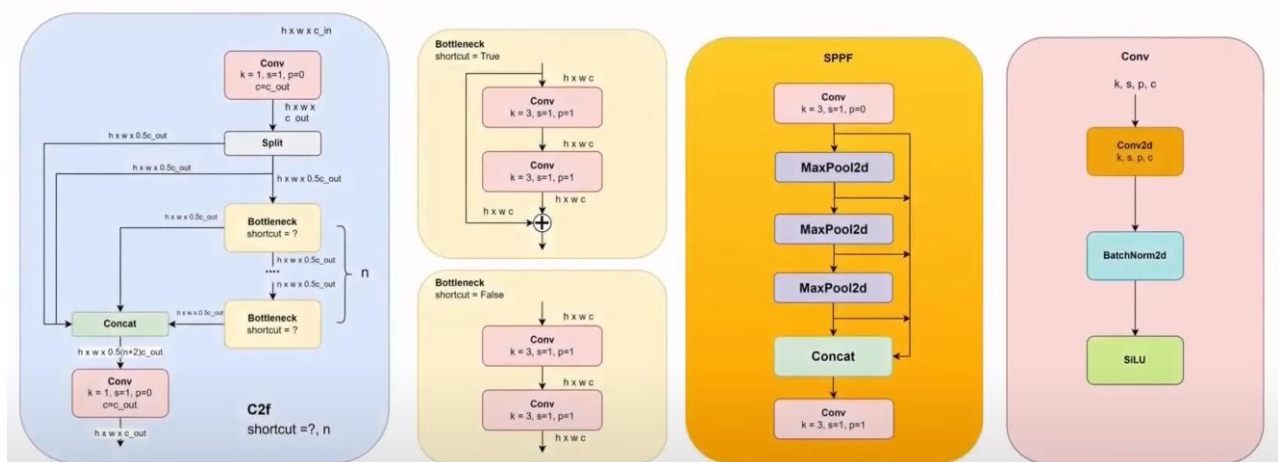 h x w x c_in
Conv
k = 1, s=1, p=0
c=c_out
h x w x
c_out
h x w x 0.5c_out
Split
h x w x 0.5c_out
h x w x 0.5c_out
h x w x 0.5c_out
Bottleneck
shortcut = ?
h x w x 0.5c_out
....
n x w x 0.5c_out
n
h x w x 0.5c_out
Bottleneck
shortcut = ?
Concat
h x w x 0.5(n+2)c_out
Conv
k = 1, s=1, p=0
c=c_out
h x w x c_out
C2f
shortcut =?, n
Bottleneck
shortcut = True
h x w c
Conv
k = 3, s=1, p=1
h x w c
Conv
k = 3, s=1, p=1
h x w c
h x w c
+
Bottleneck
shortcut = False
h x w c
Conv
k = 3, s=1, p=1
h x w c
Conv
k = 3, s=1, p=1
h x w c
SPPF
Conv
k = 3, s=1, p=0
MaxPool2d
MaxPool2d
MaxPool2d
Concat
Conv
k = 3, s=1, p=1
Conv
k, s, p, c
Conv2d
k, s, p, c
BatchNorm2d
SiLU